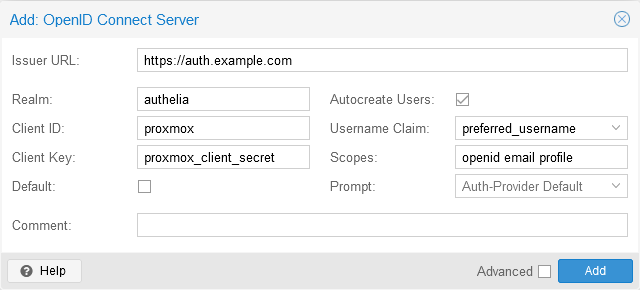 Add: OpenID Connect Server
Issuer URL: https://auth.example.com
Realm: authelia Autocreate Users:
Client ID: proxmox Username Claim: preferred_username
Client Key: proxmox_client_secret Scopes: openid email profile
Default: Prompt: Auth-Provider Default
Comment:
? Help Advanced Add